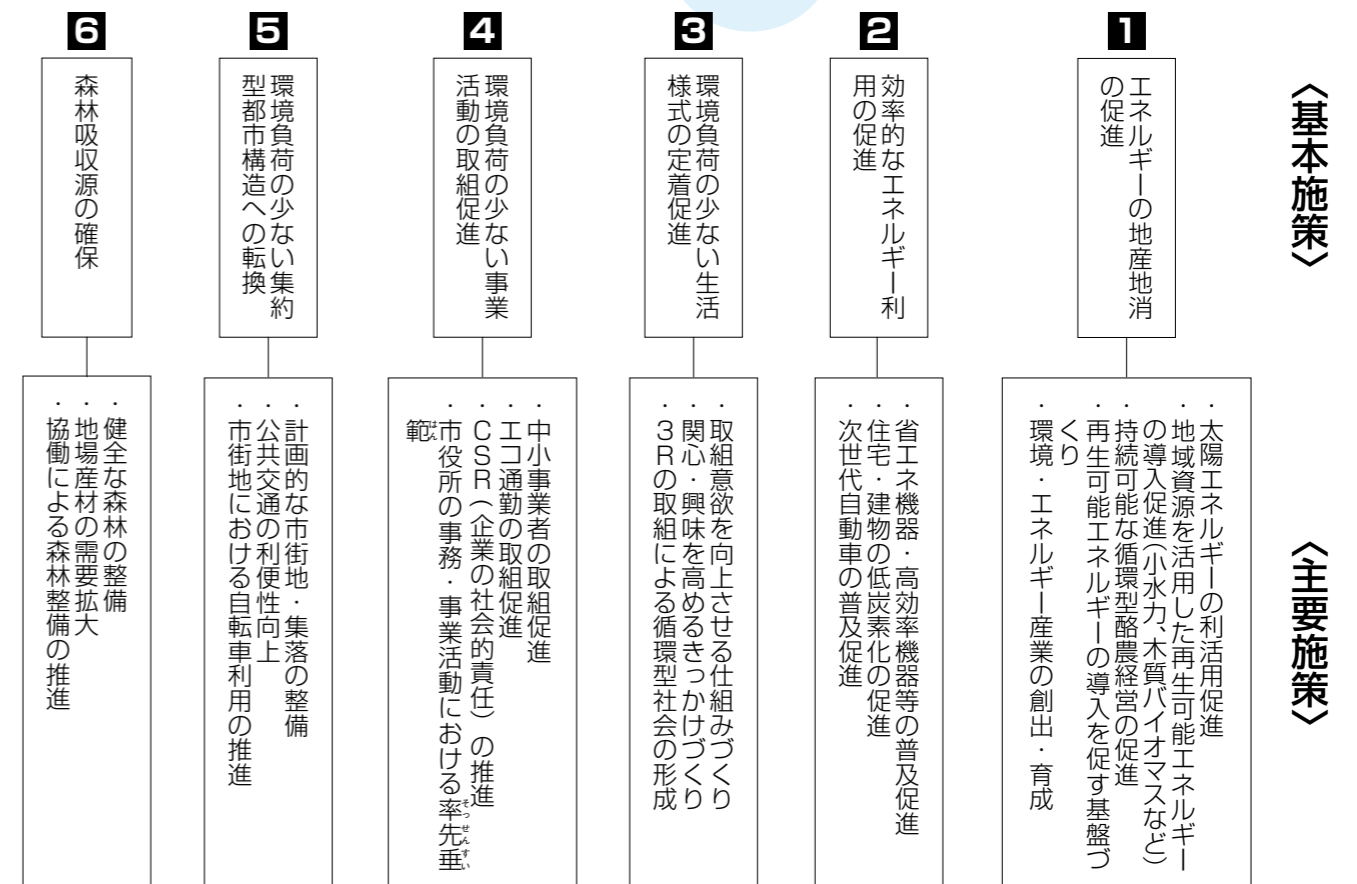 〈基本施策〉
〈主要施策〉
1
エネルギーの地産地消
の促進
・太陽エネルギーの利活用促進
・地域資源を活用した再生可能エネルギー
の導入促進（小水力、木質バイオマスなど）
・持続可能な循環型酪農経営の促進
・再生可能エネルギーの導入を促す基盤づ
くり
・環境・エネルギー産業の創出・育成
2
効率的なエネルギー利
用の促進
・省エネ機器・高効率機器等の普及促進
・住宅・建物の低炭素化の促進
・次世代自動車の普及促進
3
環境負荷の少ない生活
様式の定着促進
・取組意欲を向上させる仕組みづくり
・関心・興味を高めるきっかけづくり
・3Rの取組による循環型社会の形成
4
環境負荷の少ない事業
活動の取組促進
・中小事業者の取組促進
・エコ通勤の取組促進
・CSR（企業の社会的責任）の推進
・市役所の事務・事業活動における率先垂
そっせんすい
範
はん
5
環境負荷の少ない集約
型都市構造への転換
・計画的な市街地・集落の整備
・公共交通の利便性向上
・市街地における自転車利用の推進
6
森林吸収源の確保
・健全な森林の整備
・地場産材の需要拡大
・協働による森林整備の推進